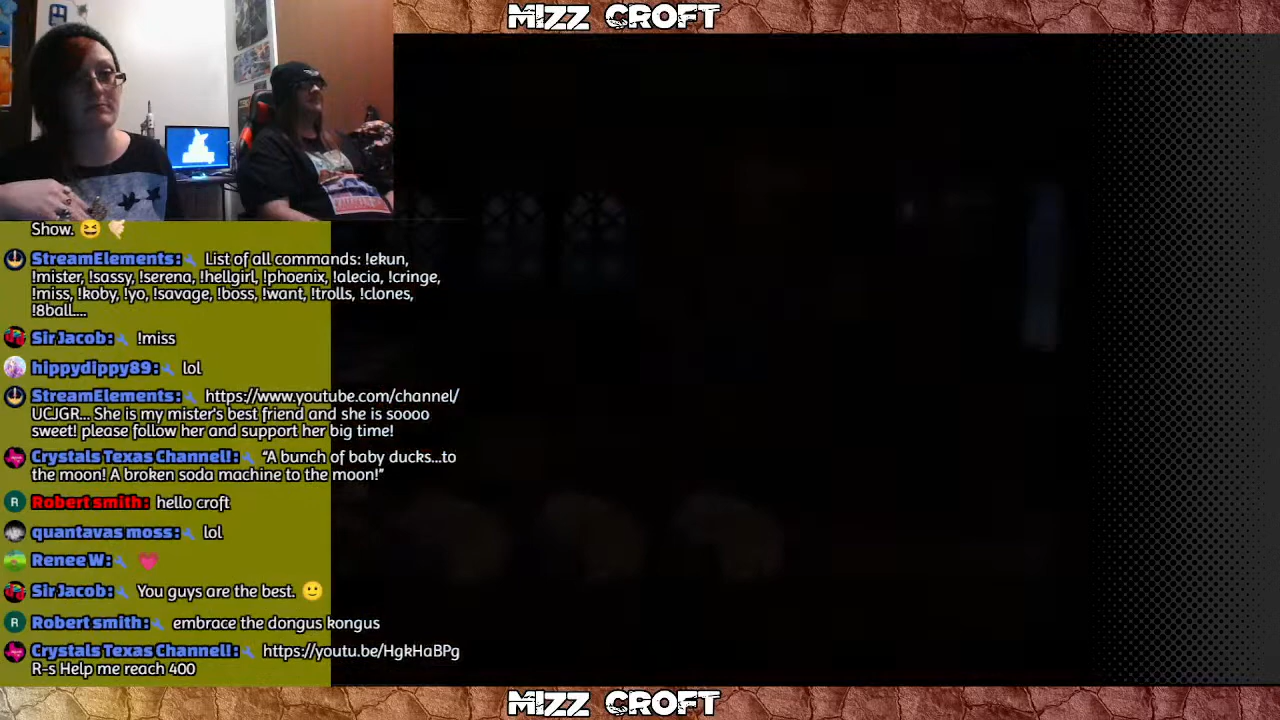 MIZZ CROFT
Show. 😆 🤙
StreamElements: List of all commands: !ekun,
!mister, !sassy, !serena, !hellgirl, !phoenix, !alecia, !cringe,
!miss, !koby, !yo, !savage, !boss, !want, !trolls, !clones,
!8ball....
SirJacob: !miss
hippydippy89: lol
StreamElements: https://www.youtube.com/channel/
UCJGR... She is my mister's best friend and she is soooo
sweet! please follow her and support her big time!
Crystals Texas Channel!: “A bunch of baby ducks...to
the moon! A broken soda machine to the moon!”
R Robert smith: hello croft
quantavas moss: lol
Renee W: 💗
SirJacob: You guys are the best. 🙂
R Robert smith: embrace the dongus kongus
Crystals Texas Channel!: https://youtu.be/HgkHaBPg
R-s Help me reach 400
MIZZ CROFT